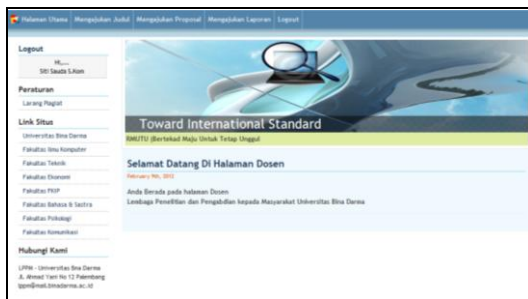 Halaman Utama Mengajukan Judul Mengajukan Proposal Mengajukan Laporan Logout
Logout
Hi,...
Siti Sauda S.Kom
Peraturan
Larang Plagiat
Link Situs
Universitas Bina Darma
Fakultas Ilmu Komputer
Fakultas Teknik
Fakultas Ekonomi
Fakultas FKIP
Fakultas Bahasa & Sastra
Fakultas Psikologi
Fakultas Komunikasi
Hubungi Kami
LPPM - Universitas Bina Darma
JL. Ahmad Yani No 12 Palembang
lppm@mail.binadarma.ac.id
Toward International Standard
RMUTU (Bertekad Maju Untuk Tetap Unggul
Selamat Datang Di Halaman Dosen
February 9th, 2012
Anda Berada pada halaman Dosen
Lembaga Penelitian dan Pengabdian kepada Masyarakat Universitas Bina Darma